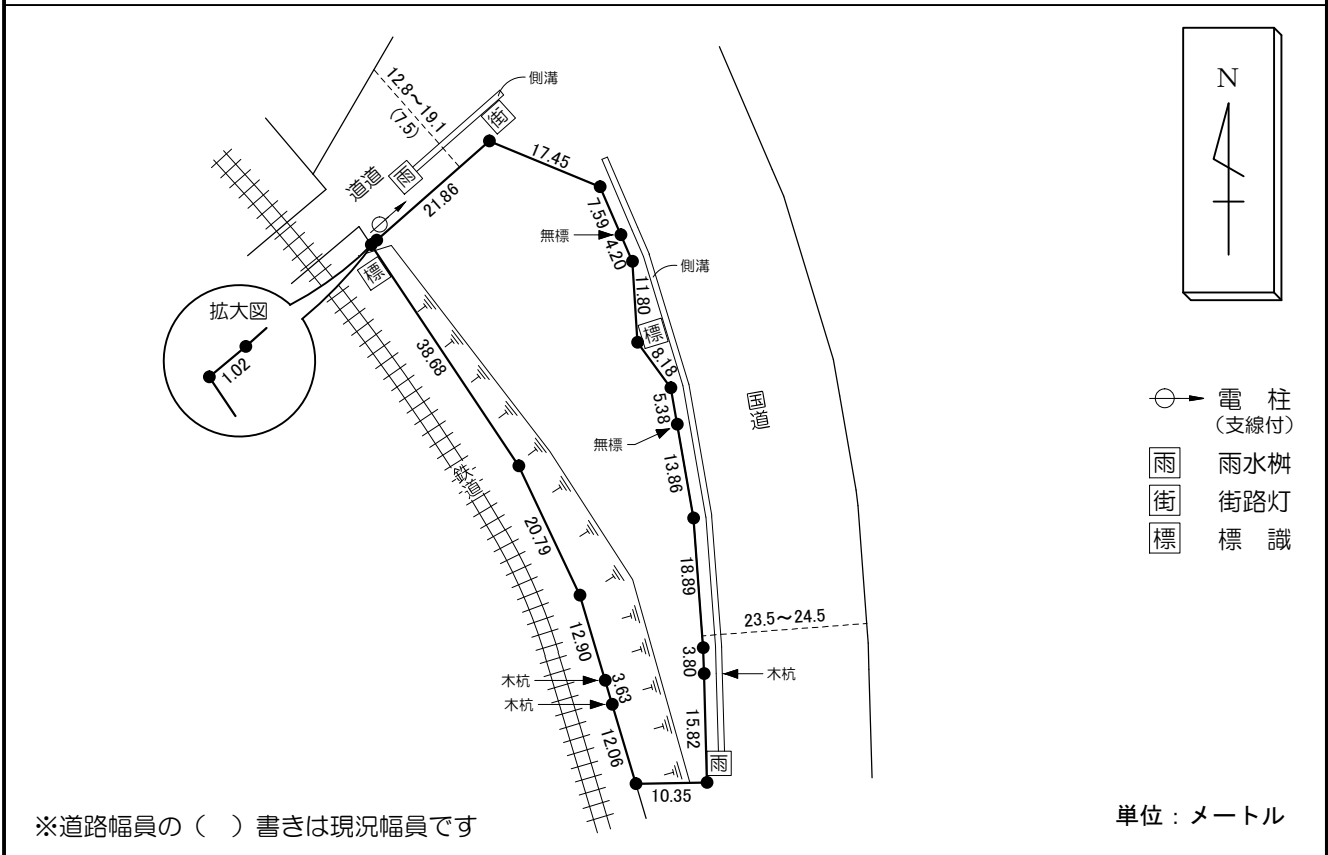 12.8～19.1
(7.5)
側溝
街
雨
道道
21.86
17.45
7.59
無標
4.20
側溝
11.80
標
標
拡大図
1.02
38.68
8.18
5.38
無標
国道
13.86
鉄道
20.79
18.89
23.5～24.5
12.90
3.80
木杭
木杭
3.63
木杭
12.06
15.82
雨
10.35
N
電　柱
（支線付）
雨　雨水桝
街　街路灯
標　標　識
※道路幅員の（　）書きは現況幅員です
単位：メートル